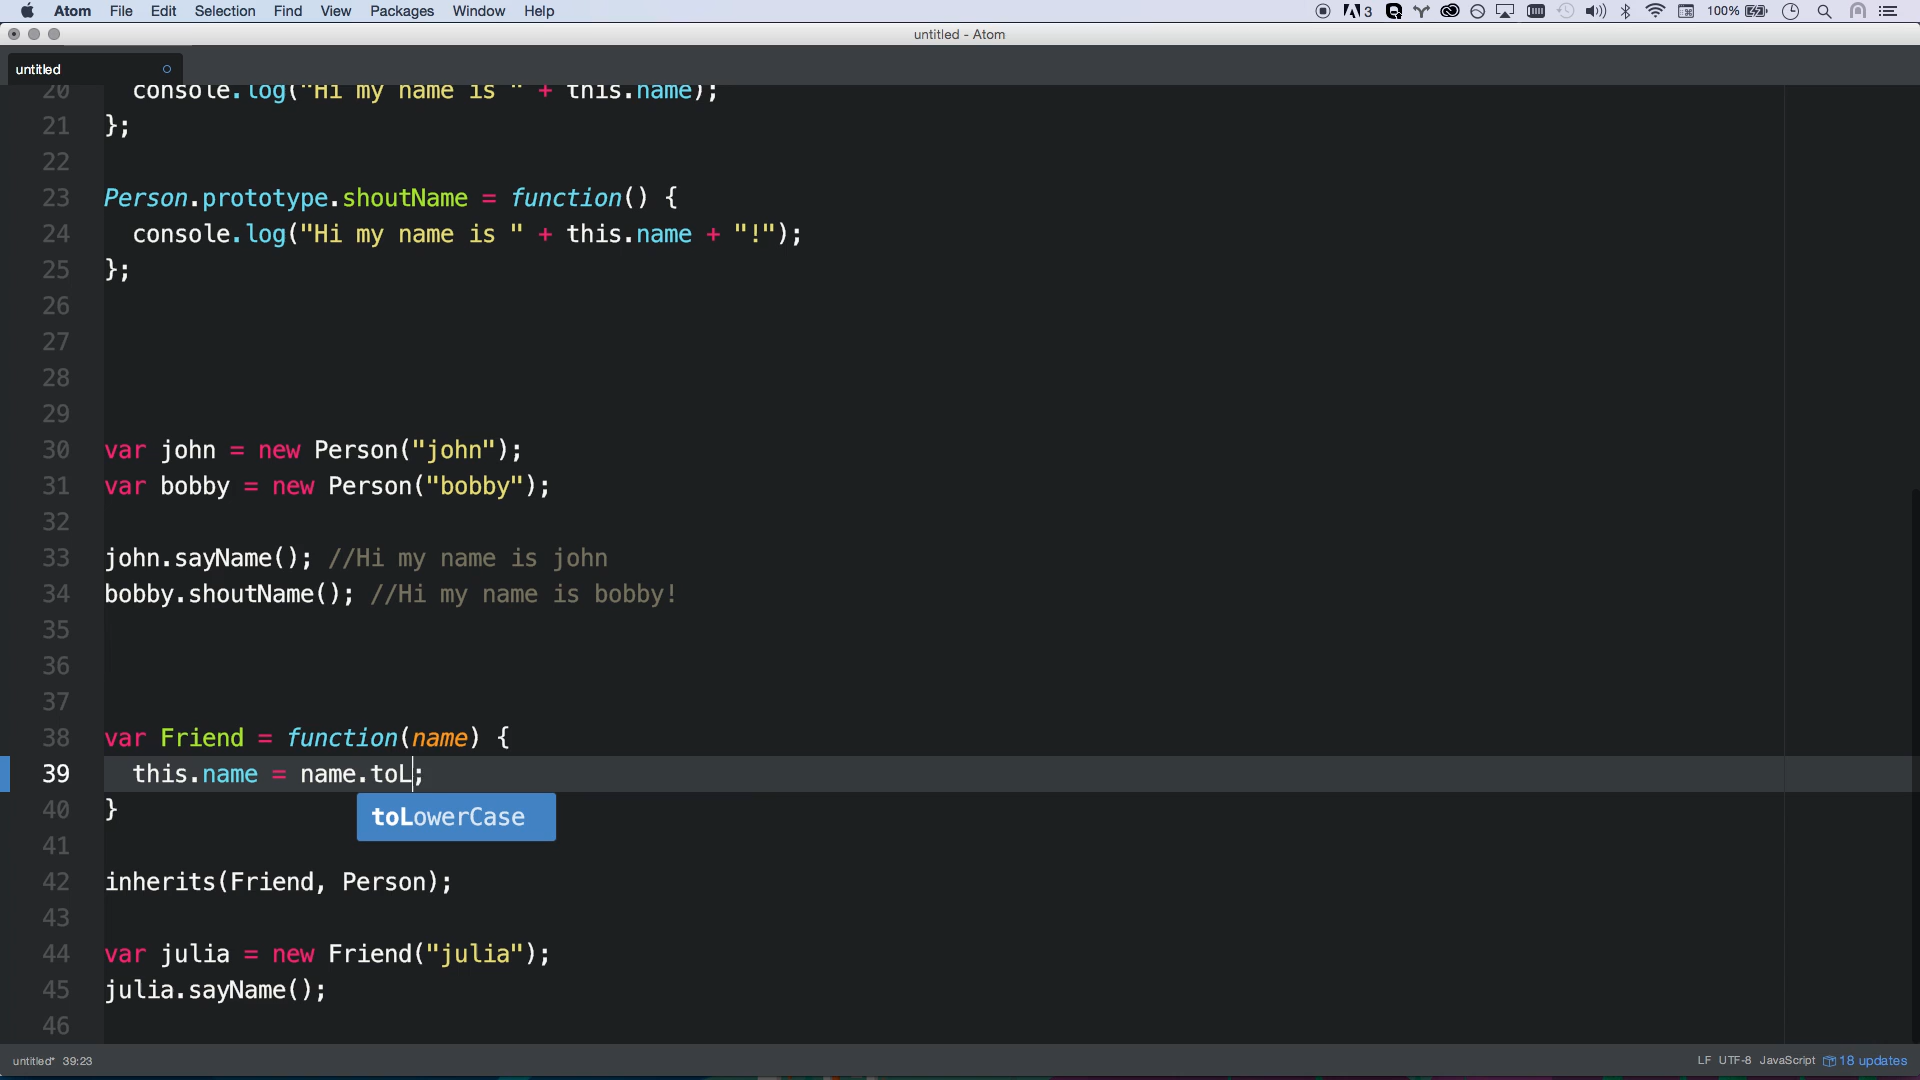 Atom File Edit Selection Find View Packages Window Help 3 100%
untitled - Atom
untitled
20 console.log("Hi my name is " + this.name);
21 };
22
23 Person.prototype.shoutName = function() {
24 console.log("Hi my name is " + this.name + "!");
25 };
26
27
28
29
30 var john = new Person("john");
31 var bobby = new Person("bobby");
32
33 john.sayName(); //Hi my name is john
34 bobby.shoutName(); //Hi my name is bobby!
35
36
37
38 var Friend = function(name) {
39 this.name = name.toL;
40 }
toLowerCase
41
42 inherits(Friend, Person);
43
44 var julia = new Friend("julia");
45 julia.sayName();
46
untitled* 39:23 LF UTF-8 JavaScript 18 updates